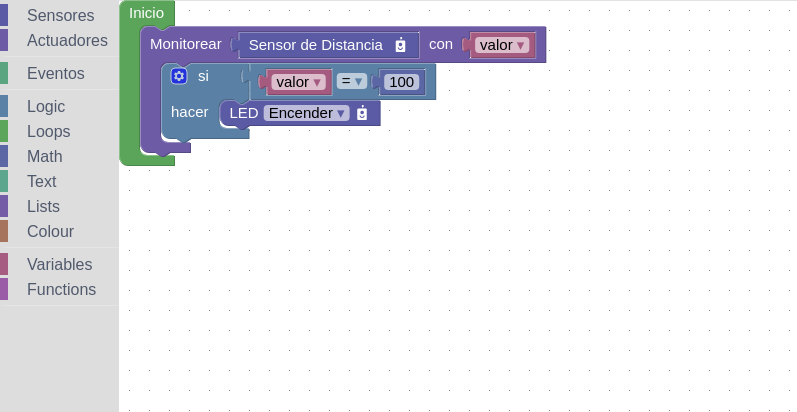 Sensores
Actuadores
Eventos
Logic
Loops
Math
Text
Lists
Colour
Variables
Functions
Inicio
Monitorear Sensor de Distancia con valor
si valor = 100
hacer LED Encender